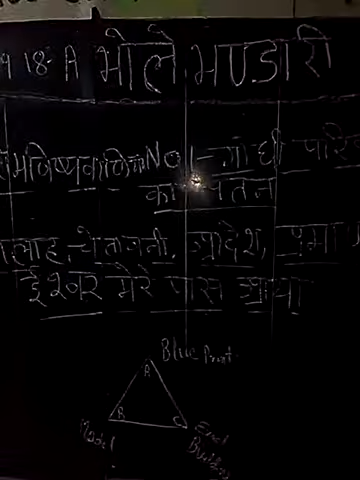 18- A भोले भण्डारी
भविष्यवाणी No 1- गांधी परि
का पतन
सलाह, चेतावनी, आदेश, प्रमाण
ईश्वर मेरे पास आया
Blue Print
A
B C
Model End
Building